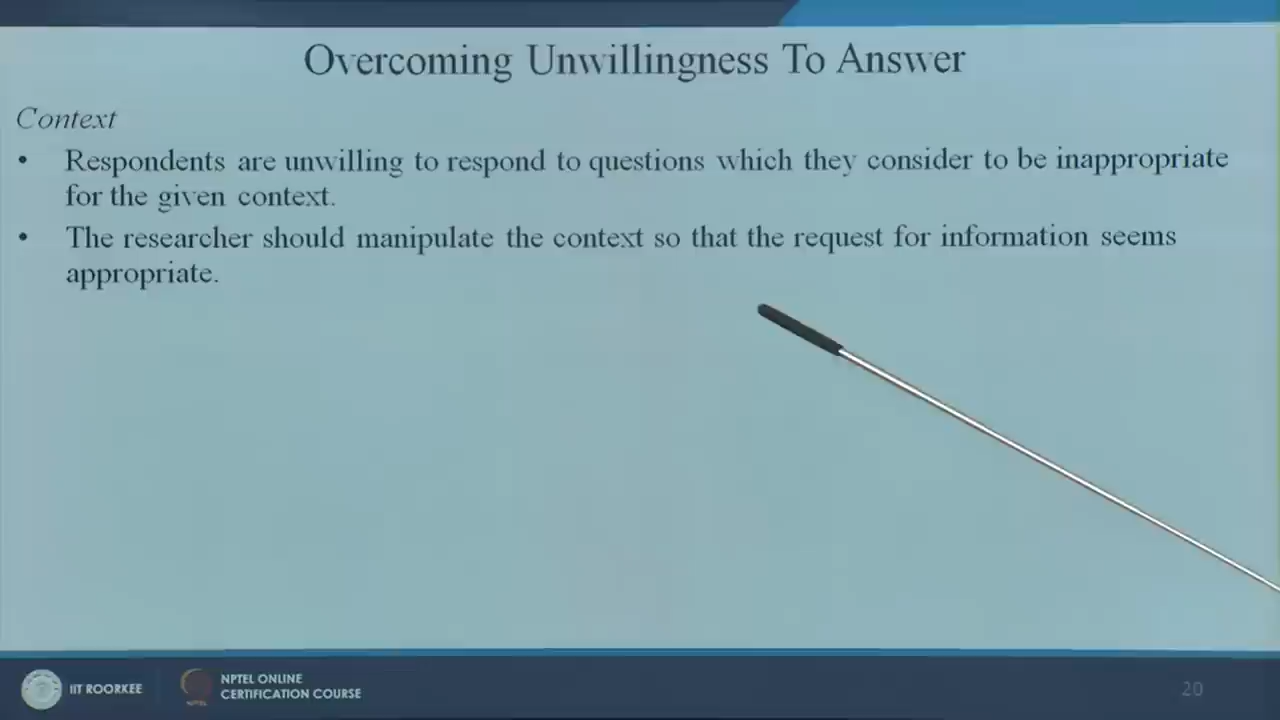 Overcoming Unwillingness To Answer
Context
• Respondents are unwilling to respond to questions which they consider to be inappropriate
for the given context.
• The researcher should manipulate the context so that the request for information seems
appropriate.
IIT ROORKEE
NPTEL ONLINE
CERTIFICATION COURSE
NPTEL
20